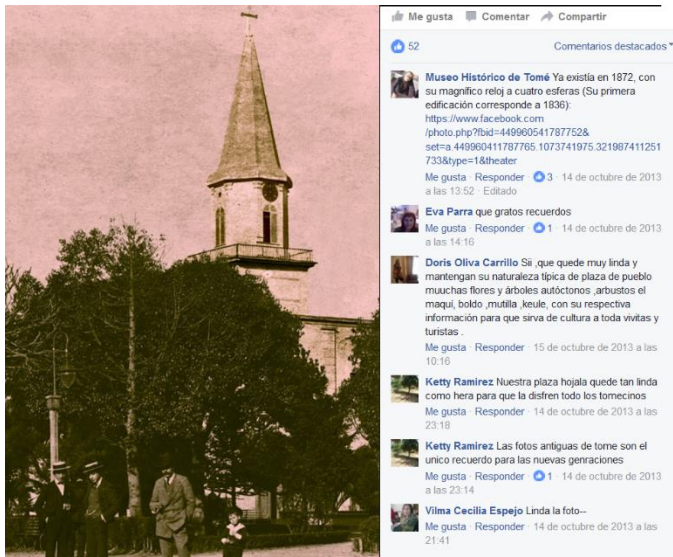 Me gusta Comentar Compartir
52 Comentarios destacados
Museo Histórico de Tomé Ya existía en 1872, con
su magnífico reloj a cuatro esferas (Su primera
edificación corresponde a 1836):
https://www.facebook.com
/photo.php?fbid=449960541787752&
set=a.449960411787765.1073741975.321987411251
733&type=1&theater
Me gusta · Responder · 3 · 14 de octubre de 2013
a las 13:52 · Editado
Eva Parra que gratos recuerdos
Me gusta · Responder · 1 · 14 de octubre de 2013
a las 14:16
Doris Oliva Carrillo Sii ,que quede muy linda y
mantengan su naturaleza típica de plaza de pueblo
muuchas flores y árboles autóctonos ,arbustos el
maqui, boldo ,mutilla ,keule, con su respectiva
información para que sirva de cultura a toda vivitas y
turistas .
Me gusta · Responder · 15 de octubre de 2013 a las
10:16
Ketty Ramirez Nuestra plaza hojala quede tan linda
como hera para que la disfren todo los tomecinos
Me gusta · Responder · 14 de octubre de 2013 a las
23:18
Ketty Ramirez Las fotos antiguas de tome son el
unico recuerdo para las nuevas genraciones
Me gusta · Responder · 1 · 14 de octubre de 2013
a las 23:14
Vilma Cecilia Espejo Linda la foto--
Me gusta · Responder · 14 de octubre de 2013 a las
21:41